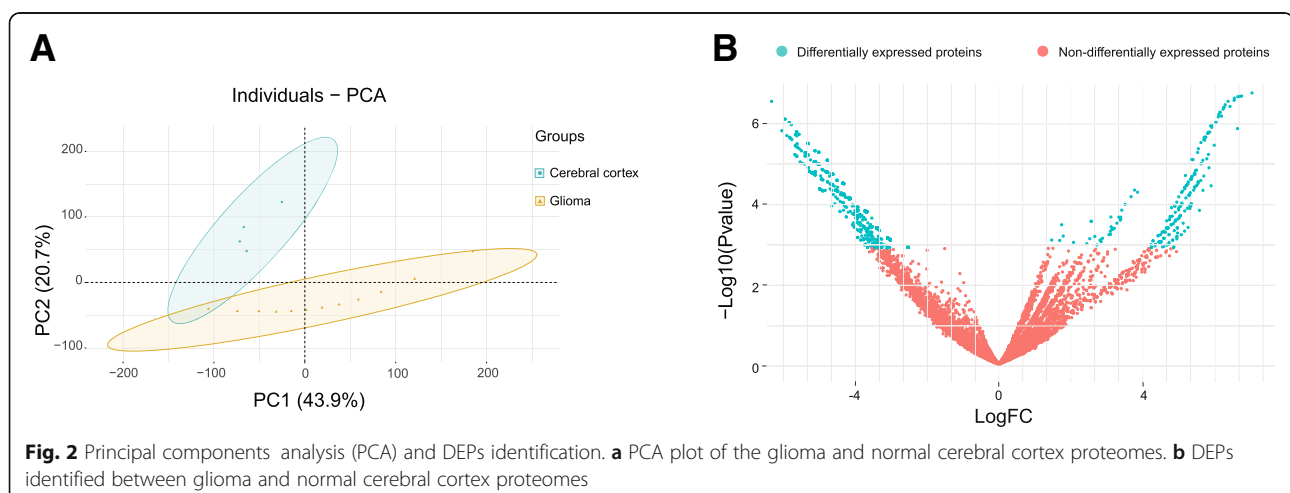 A
Individuals − PCA
PC2 (20.7%)
200
100
0
−100
−200
−100
0
100
200
PC1 (43.9%)
Groups
Cerebral cortex
Glioma
B
Differentially expressed proteins
Non-differentially expressed proteins
−Log10(Pvalue)
6
4
2
0
-4
0
4
LogFC
Fig. 2 Principal components analysis (PCA) and DEPs identification. a PCA plot of the glioma and normal cerebral cortex proteomes. b DEPs
identified between glioma and normal cerebral cortex proteomes